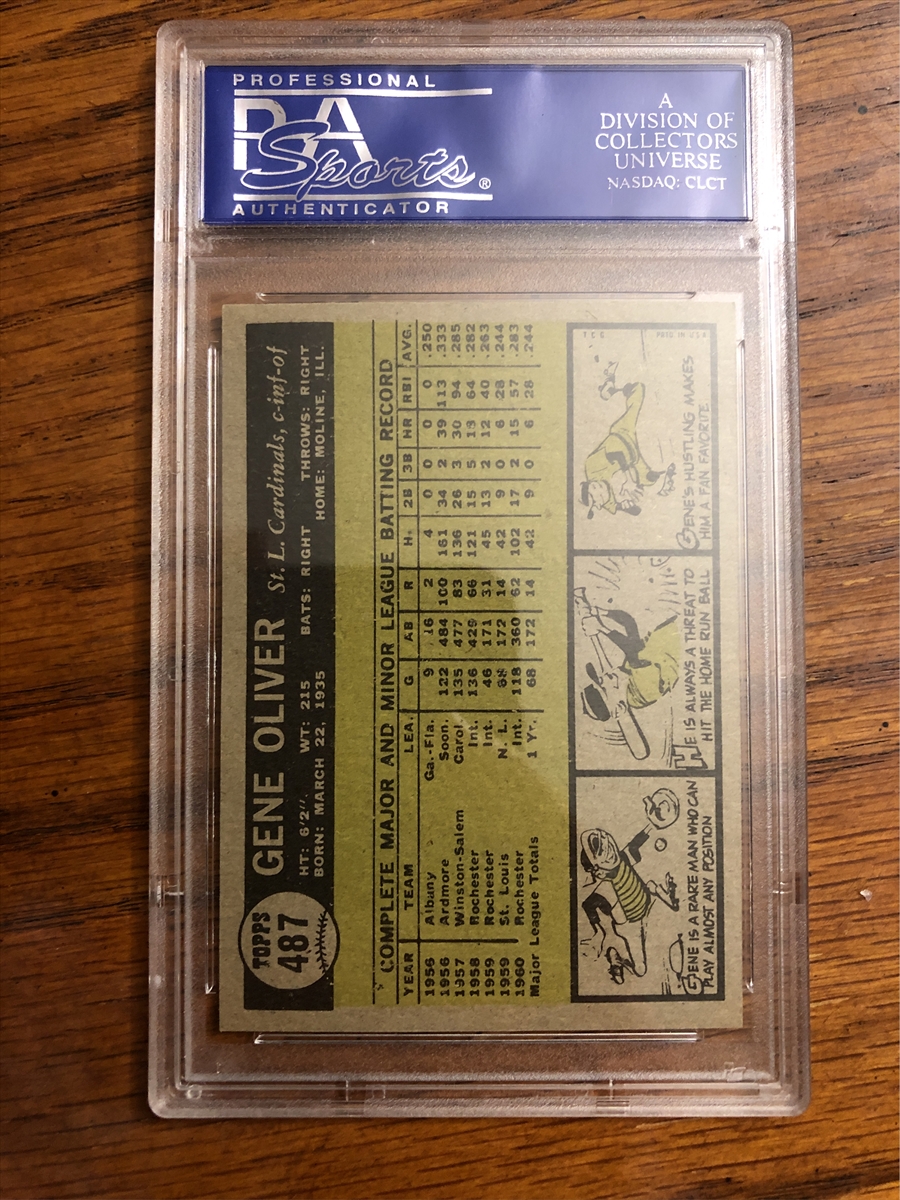 PROFESSIONAL
PSA
Sports®
AUTHENTICATOR
A
DIVISION OF
COLLECTORS
UNIVERSE
NASDAQ: CLCT
TOPPS
487
GENE OLIVER St. L. Cardinals, c-inf-of
HT: 6'2". WT: 215 BATS: RIGHT THROWS: RIGHT
BORN: MARCH 22, 1935 HOME: MOLINE, ILL.
COMPLETE MAJOR AND MINOR LEAGUE BATTING RECORD
YEAR TEAM LEA. G AB R H. 2B 3B HR RBI AVG.
1956 Albany Ga.-Fla. 9 16 2 4 0 0 0 0 .250
1956 Ardmore Soon. 122 484 100 161 34 2 39 113 .333
1957 Winston-Salem Carol 135 477 83 136 26 3 30 94 .285
1958 Rochester Int. 136 429 66 121 15 5 18 64 .282
1959 Rochester Int. 46 171 31 45 13 2 12 40 .263
1959 St. Louis N. L. 68 172 14 42 9 0 6 28 .244
1960 Rochester Int. 118 360 62 102 17 2 15 57 .283
Major League Totals 1 Yr. 68 172 14 42 9 0 6 28 .244
GENE IS A RARE MAN WHO CAN
PLAY ALMOST ANY POSITION
HE IS ALWAYS A THREAT TO
HIT THE HOME RUN BALL
GENE'S HUSTLING MAKES
HIM A FAN FAVORITE